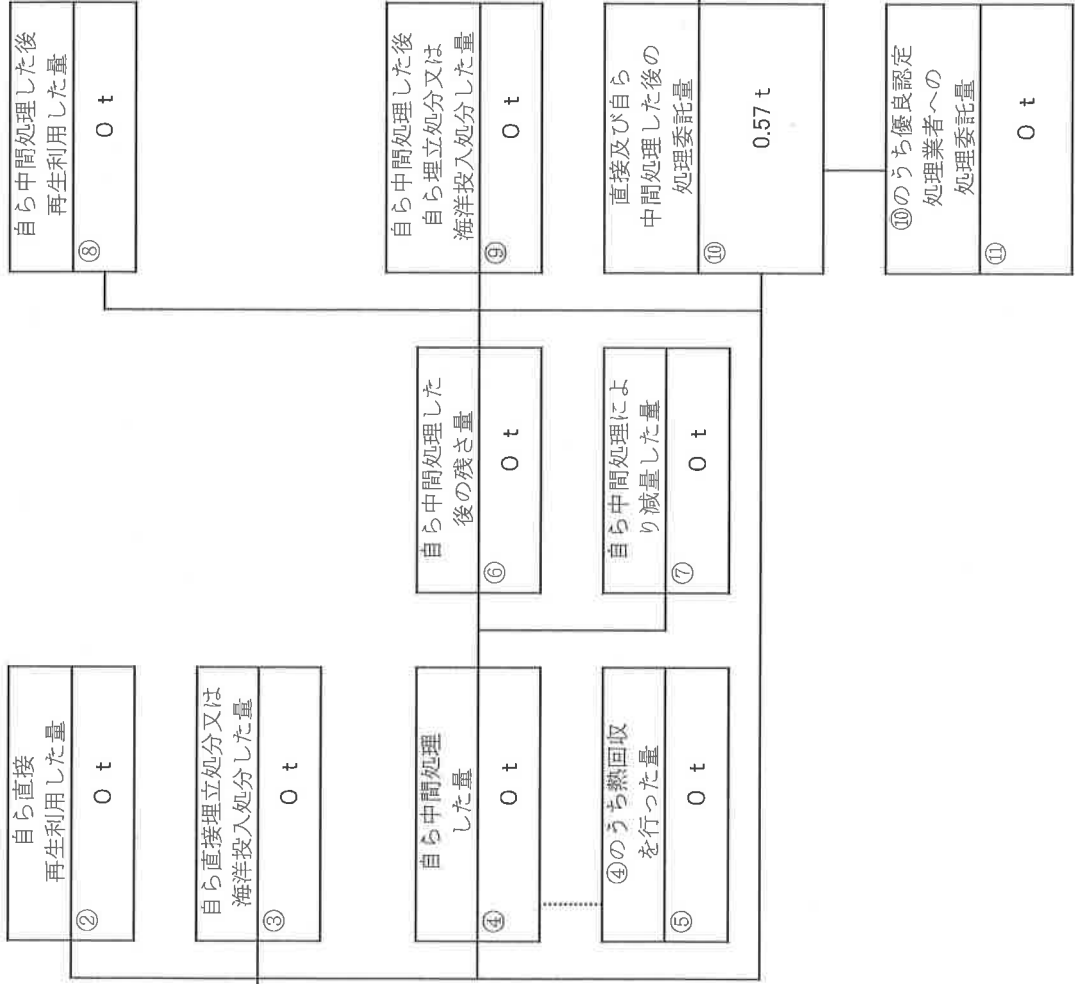 自ら直接
再生利用した量
②
0 t
自ら直接埋立処分又は
海洋投入処分した量
③
0 t
自ら中間処理
した量
④
0 t
④のうち熱回収
を行った量
⑤
0 t
自ら中間処理した
後の残さ量
⑥
0 t
自ら中間処理によ
り減量した量
⑦
0 t
自ら中間処理した後
再生利用した量
⑧
0 t
自ら中間処理した後
自ら埋立処分又は
海洋投入処分した量
⑨
0 t
直接及び自ら
中間処理した後の
処理委託量
⑩
0.57 t
⑩のうち優良認定
処理業者への
処理委託量
⑪
0 t